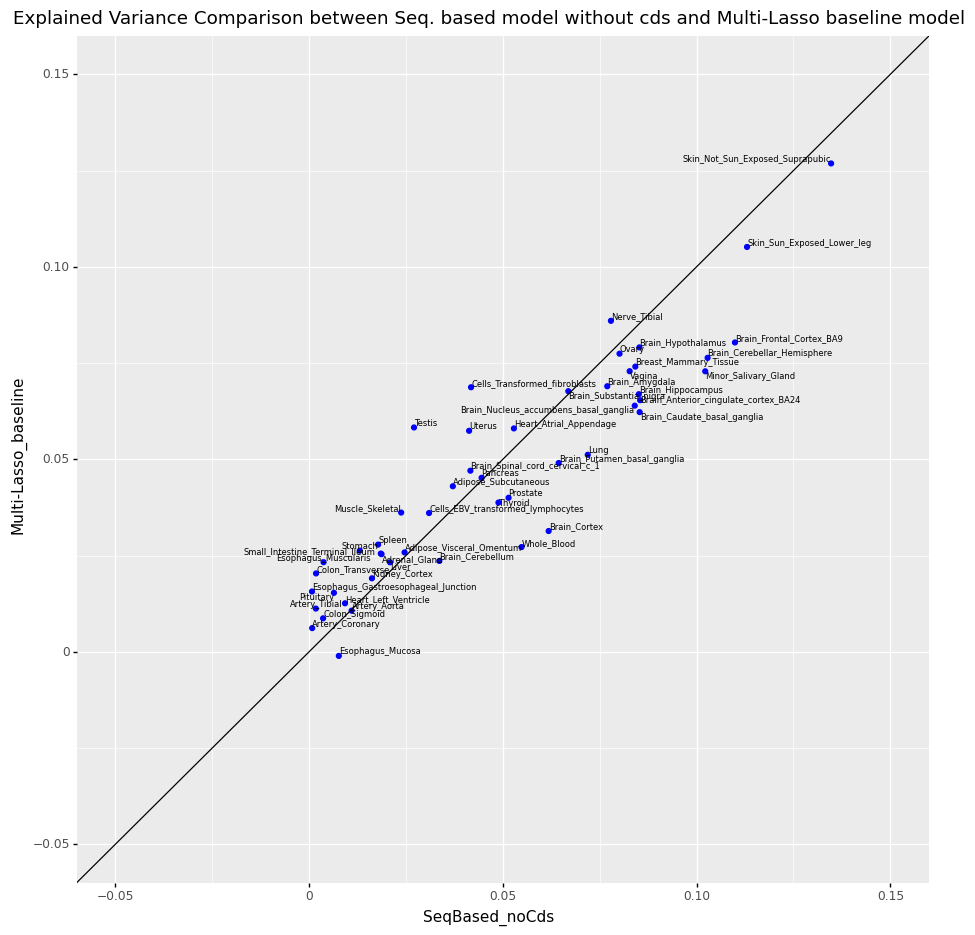 Explained Variance Comparison between Seq. based model without cds and Multi-Lasso baseline model
0.15
Skin_Not_Sun_Exposed_Suprapubic
Skin_Sun_Exposed_Lower_leg
0.10
Nerve_Tibial
Brain_Frontal_Cortex_BA9
Brain_Hypothalamus
Ovary
Brain_Cerebellar_Hemisphere
Breast_Mammary_Tissue
Vagina
Minor_Salivary_Gland
Brain_Amygdala
Cells_Transformed_fibroblasts
Brain_Hippocampus
Brain_Substantia_nigra
Brain_Anterior_cingulate_cortex_BA24
Brain_Nucleus_accumbens_basal_ganglia
Brain_Caudate_basal_ganglia
Testis
Uterus
Heart_Atrial_Appendage
Lung
0.05
Brain_Putamen_basal_ganglia
Brain_Spinal_cord_cervical_c_1
Pancreas
Adipose_Subcutaneous
Prostate
Thyroid
Muscle_Skeletal
Cells_EBV_transformed_lymphocytes
Brain_Cortex
Spleen
Stomach
Whole_Blood
Adipose_Visceral_Omentum
Small_Intestine_Terminal_Ileum
Esophagus_Muscularis
Brain_Cerebellum
Adrenal_Gland
Liver
Colon_Transverse
Kidney_Cortex
Esophagus_Gastroesophageal_Junction
Pituitary
Heart_Left_Ventricle
Artery_Tibial
Artery_Aorta
Colon_Sigmoid
Artery_Coronary
Esophagus_Mucosa
0
−0.05
−0.05
0
0.05
0.10
0.15
SeqBased_noCds
Multi-Lasso_baseline